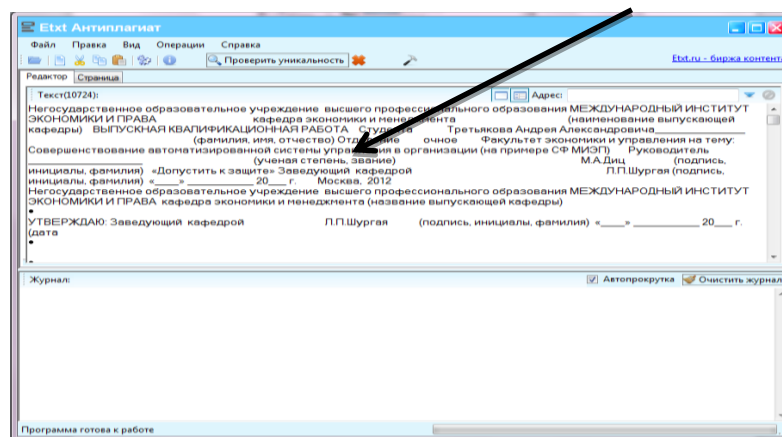 Etxt Антиплагиат
Файл Правка Вид Операции Справка
Проверить уникальность
Etxt.ru - биржа контента
Редактор Страница
Текст(10724): Адрес:
Негосударственное образовательное учреждение высшего профессионального образования МЕЖДУНАРОДНЫЙ ИНСТИТУТ
ЭКОНОМИКИ И ПРАВА кафедра экономики и менеджмента (наименование выпускающей
кафедры) ВЫПУСКНАЯ КВАЛИФИКАЦИОННАЯ РАБОТА Студента Третьякова Андрея Александровича______________
(фамилия, имя, отчество) Отделение очное Факультет экономики и управления на тему:
Совершенствование автоматизированной системы управления в организации (на примере СФ МИЭП) Руководитель
_________________ (ученая степень, звание) М.А.Диц (подпись,
инициалы, фамилия) «Допустить к защите» Заведующий кафедрой Л.П.Шургая (подпись,
инициалы, фамилия) «____» __________ 20___ г. Москва, 2012
Негосударственное образовательное учреждение высшего профессионального образования МЕЖДУНАРОДНЫЙ ИНСТИТУТ
ЭКОНОМИКИ И ПРАВА кафедра экономики и менеджмента (название выпускающей кафедры)
•
УТВЕРЖДАЮ: Заведующий кафедрой Л.П.Шургая (подпись, инициалы, фамилия) «____» __________ 20___ г.
(дата
•
Журнал: Автопрокрутка Очистить журнал
Программа готова к работе